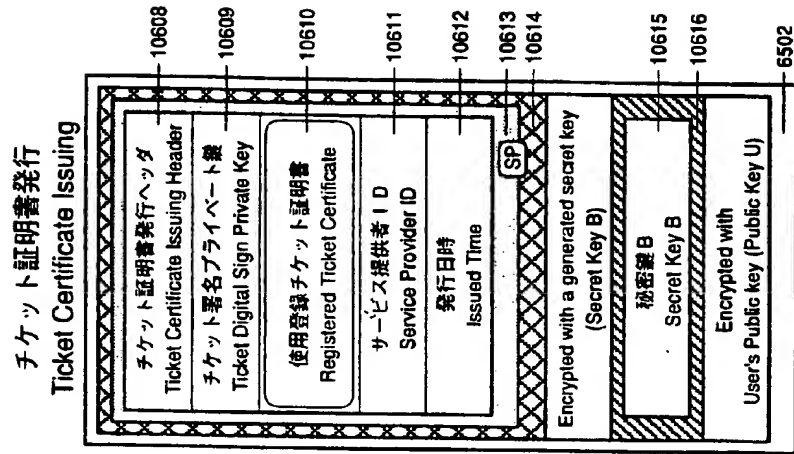 チケット証明書発行
Ticket Certificate Issuing
チケット証明書発行ヘッダ
Ticket Certificate Issuing Header
10608
チケット署名プライベート鍵
Ticket Digital Sign Private Key
10609
使用登録チケット証明書
Registered Ticket Certificate
10610
サービス提供者ID
Service Provider ID
10611
発行日時
Issued Time
10612
SP
10613
10614
Encrypted with a generated secret key
(Secret Key B)
秘密鍵B
Secret Key B
10615
10616
Encrypted with
User's Public key (Public Key U)
6502